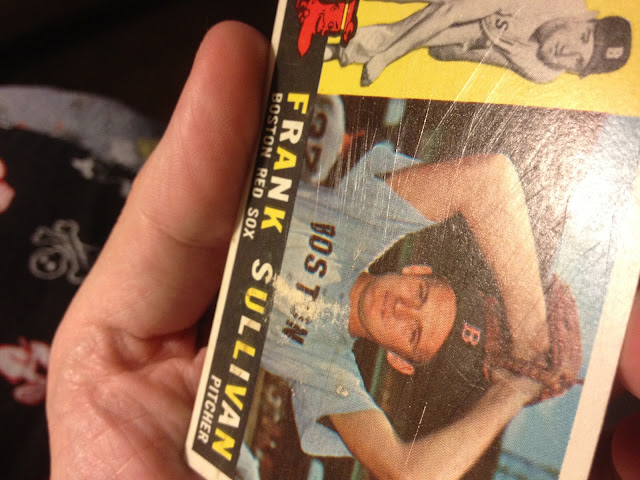 FRANK SULLIVAN
BOSTON RED SOX
PITCHER
BOSTON
B
B